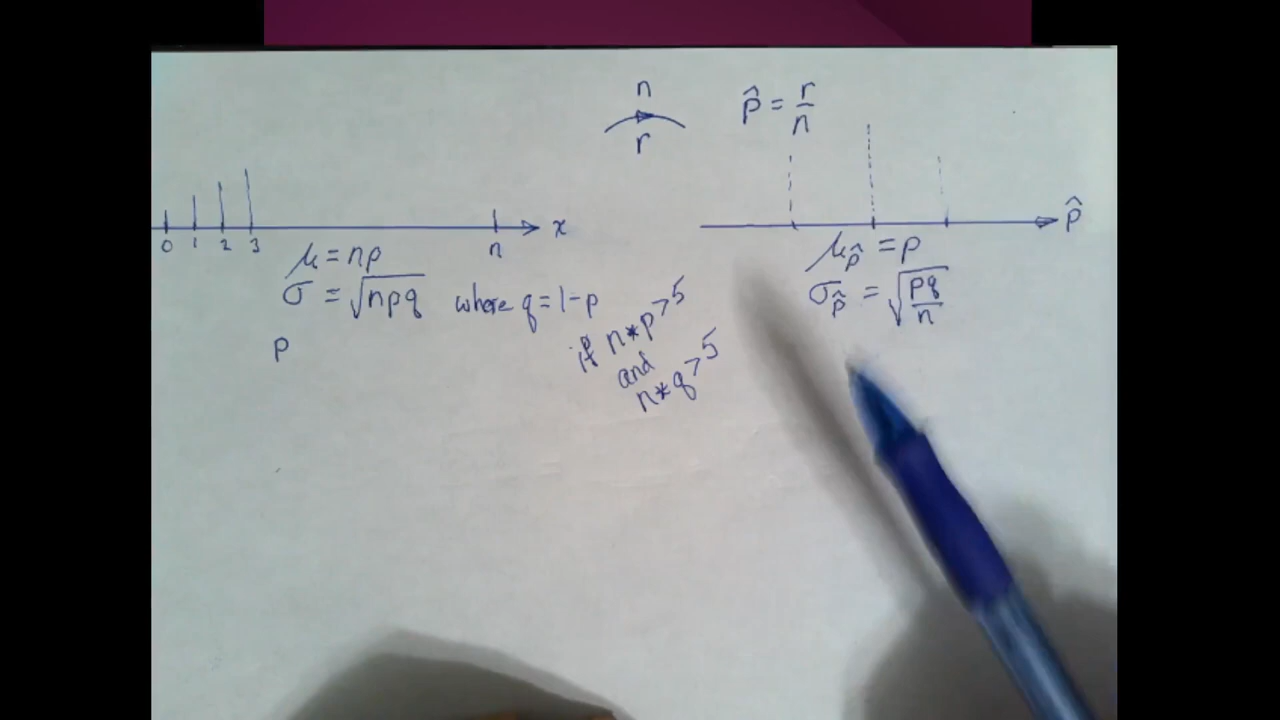 n
r
p̂ = r/n
0 1 2 3 n x
p̂
μ = np
σ = √npq where q = 1-p
p
if n*p>5
and
n*q>5
μp̂ = p
σp̂ = √pq/n